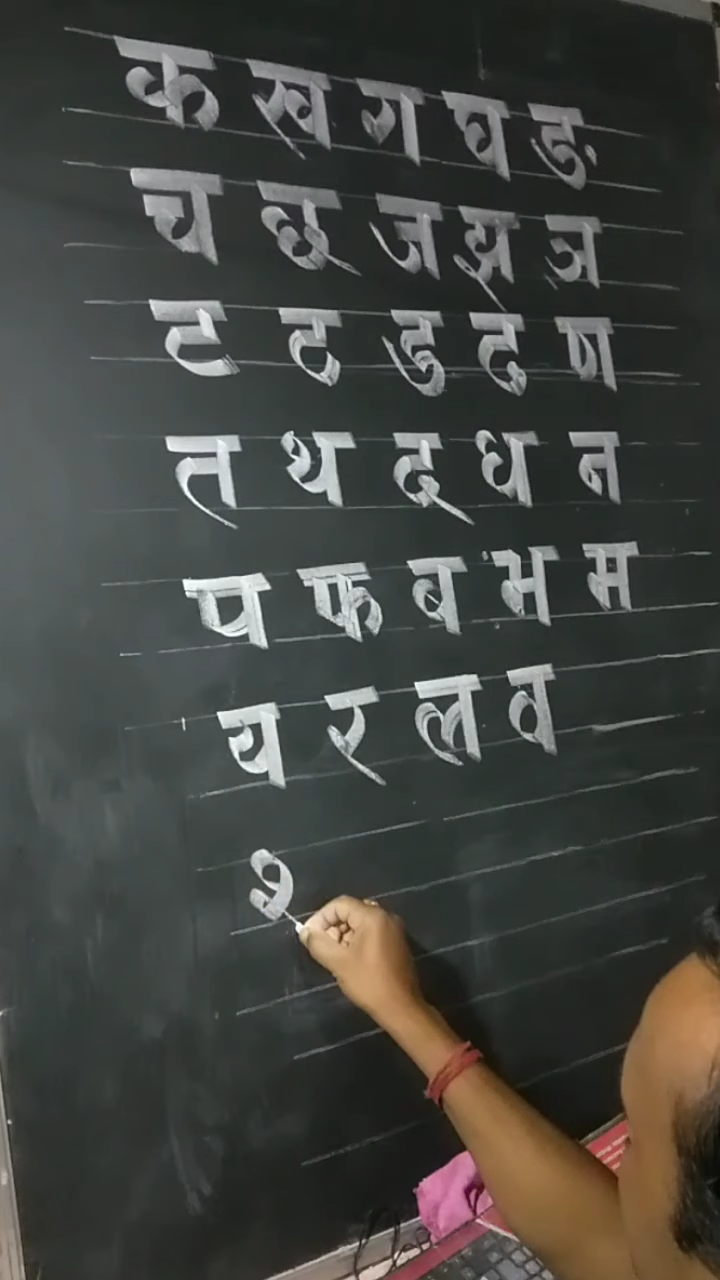 क ख ग घ ङ
च छ ज झ ञ
ट ठ ड ढ ण
त थ द ध न
प फ ब भ म
य र ल व